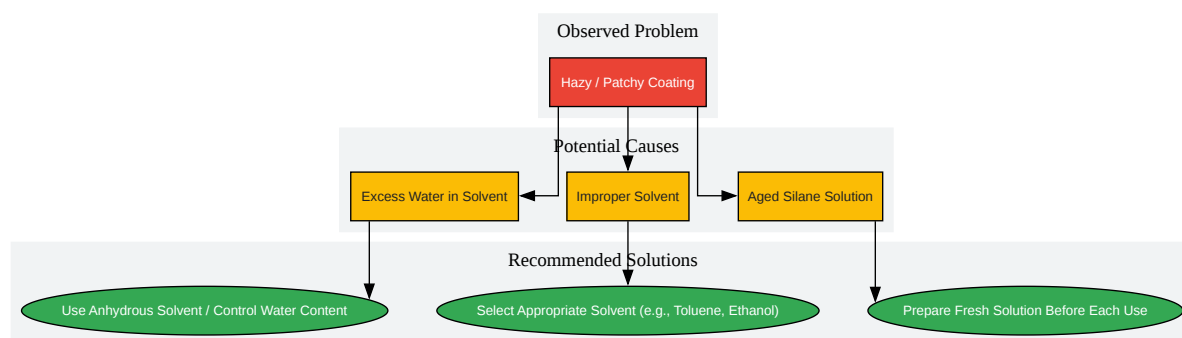 Observed Problem
Hazy / Patchy Coating
Potential Causes
Excess Water in Solvent
Improper Solvent
Aged Silane Solution
Recommended Solutions
Use Anhydrous Solvent / Control Water Content
Select Appropriate Solvent (e.g., Toluene, Ethanol)
Prepare Fresh Solution Before Each Use